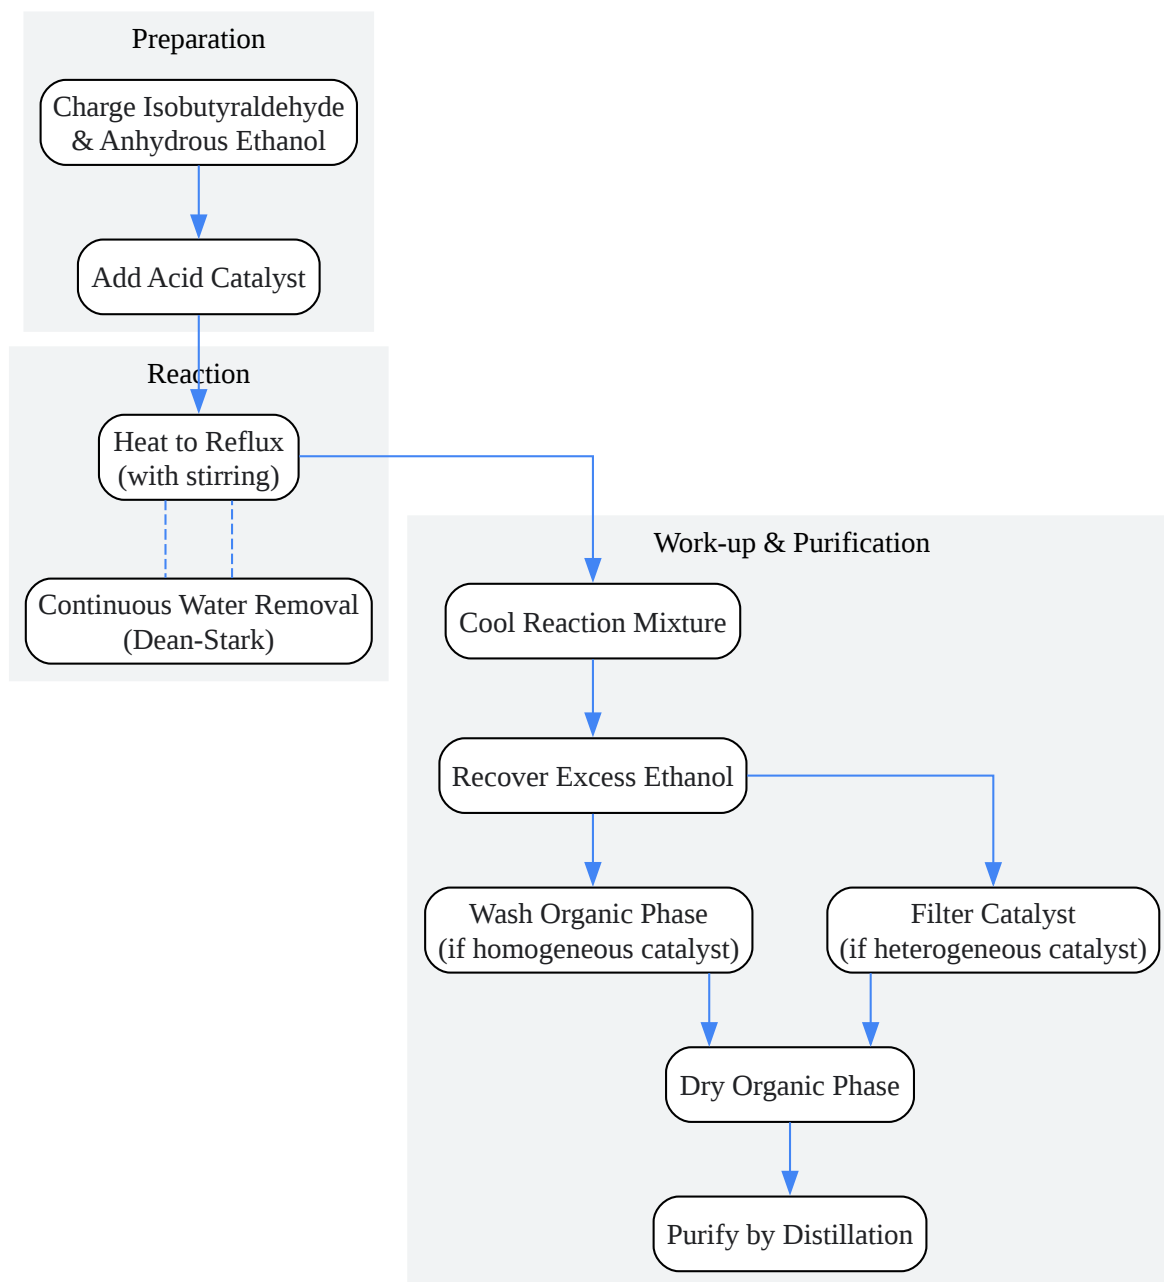 Preparation
Charge Isobutyraldehyde
& Anhydrous Ethanol
Add Acid Catalyst
Reaction
Heat to Reflux
(with stirring)
Continuous Water Removal
(Dean-Stark)
Work-up & Purification
Cool Reaction Mixture
Recover Excess Ethanol
Wash Organic Phase
(if homogeneous catalyst)
Filter Catalyst
(if heterogeneous catalyst)
Dry Organic Phase
Purify by Distillation